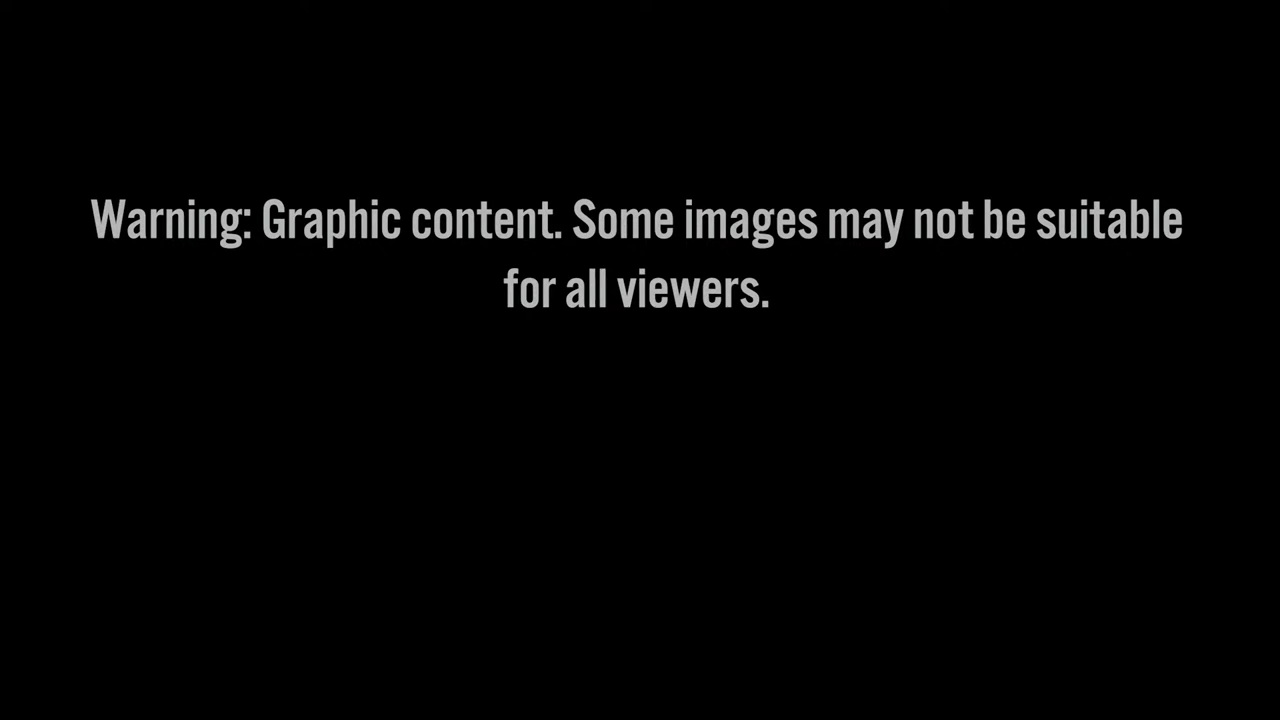 Warning: Graphic content. Some images may not be suitable
for all viewers.